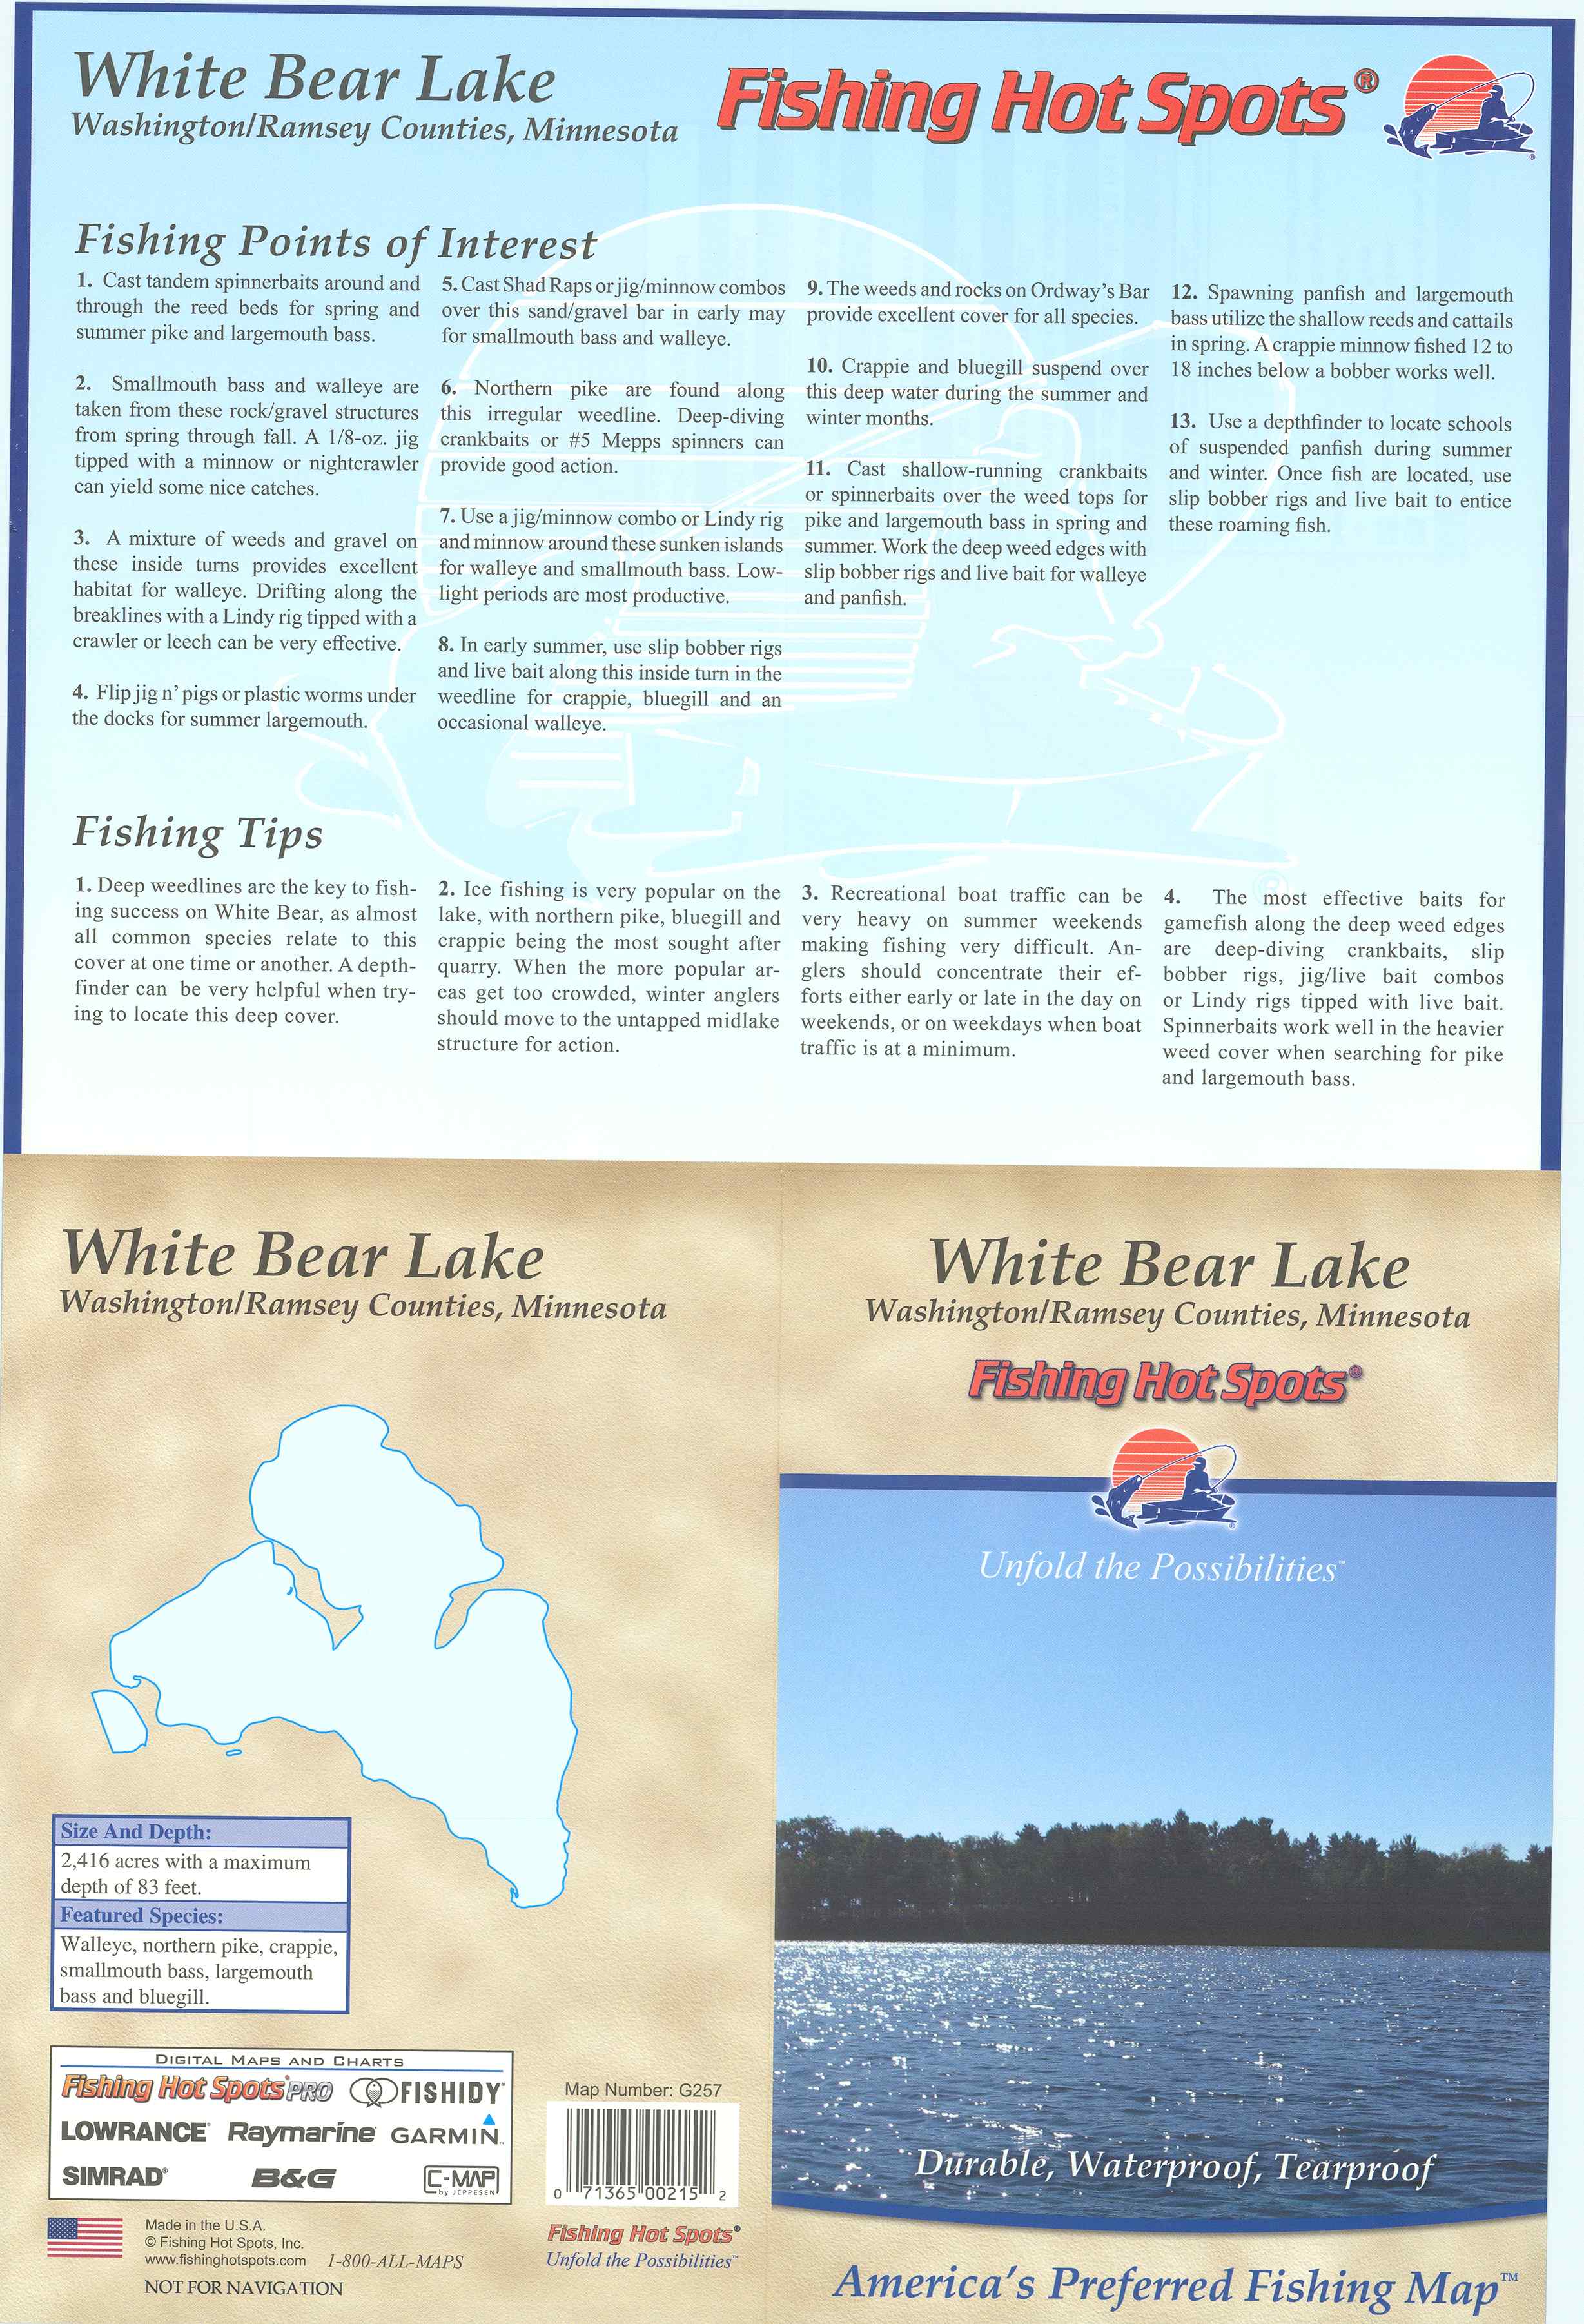 White Bear Lake
Washington/Ramsey Counties, Minnesota
Fishing Hot Spots®
Fishing Points of Interest
1. Cast tandem spinnerbaits around and
through the reed beds for spring and
summer pike and largemouth bass.
2. Smallmouth bass and walleye are
taken from these rock/gravel structures
from spring through fall. A 1/8-oz. jig
tipped with a minnow or nightcrawler
can yield some nice catches.
3. A mixture of weeds and gravel on
these inside turns provides excellent
habitat for walleye. Drifting along the
breaklines with a Lindy rig tipped with a
crawler or leech can be very effective.
4. Flip jig n' pigs or plastic worms under
the docks for summer largemouth.
5. Cast Shad Raps or jig/minnow combos
over this sand/gravel bar in early may
for smallmouth bass and walleye.
6. Northern pike are found along
this irregular weedline. Deep-diving
crankbaits or #5 Mepps spinners can
provide good action.
7. Use a jig/minnow combo or Lindy rig
and minnow around these sunken islands
for walleye and smallmouth bass. Low-
light periods are most productive.
8. In early summer, use slip bobber rigs
and live bait along this inside turn in the
weedline for crappie, bluegill and an
occasional walleye.
9. The weeds and rocks on Ordway's Bar
provide excellent cover for all species.
10. Crappie and bluegill suspend over
this deep water during the summer and
winter months.
11. Cast shallow-running crankbaits
or spinnerbaits over the weed tops for
pike and largemouth bass in spring and
summer. Work the deep weed edges with
slip bobber rigs and live bait for walleye
and panfish.
12. Spawning panfish and largemouth
bass utilize the shallow reeds and cattails
in spring. A crappie minnow fished 12 to
18 inches below a bobber works well.
13. Use a depthfinder to locate schools
of suspended panfish during summer
and winter. Once fish are located, use
slip bobber rigs and live bait to entice
these roaming fish.
Fishing Tips
1. Deep weedlines are the key to fish-
ing success on White Bear, as almost
all common species relate to this
cover at one time or another. A depth-
finder can be very helpful when try-
ing to locate this deep cover.
2. Ice fishing is very popular on the
lake, with northern pike, bluegill and
crappie being the most sought after
quarry. When the more popular ar-
eas get too crowded, winter anglers
should move to the untapped midlake
structure for action.
3. Recreational boat traffic can be
very heavy on summer weekends
making fishing very difficult. An-
glers should concentrate their ef-
forts either early or late in the day on
weekends, or on weekdays when boat
traffic is at a minimum.
4. The most effective baits for
gamefish along the deep weed edges
are deep-diving crankbaits, slip
bobber rigs, jig/live bait combos
or Lindy rigs tipped with live bait.
Spinnerbaits work well in the heavier
weed cover when searching for pike
and largemouth bass.
White Bear Lake
Washington/Ramsey Counties, Minnesota
Size And Depth:
2,416 acres with a maximum
depth of 83 feet.
Featured Species:
Walleye, northern pike, crappie,
smallmouth bass, largemouth
bass and bluegill.
DIGITAL MAPS AND CHARTS
Fishing Hot Spots® PRO FISHIDY
LOWRANCE® Raymarine® GARMIN™
SIMRAD® B&G C-MAP
by JEPPESEN
Map Number: G257
0 71365 00215 2
Made in the U.S.A.
© Fishing Hot Spots, Inc.
www.fishinghotspots.com 1-800-ALL-MAPS
NOT FOR NAVIGATION
Fishing Hot Spots®
Unfold the Possibilities™
White Bear Lake
Washington/Ramsey Counties, Minnesota
Fishing Hot Spots®
Unfold the Possibilities™
Durable, Waterproof, Tearproof
America's Preferred Fishing Map™